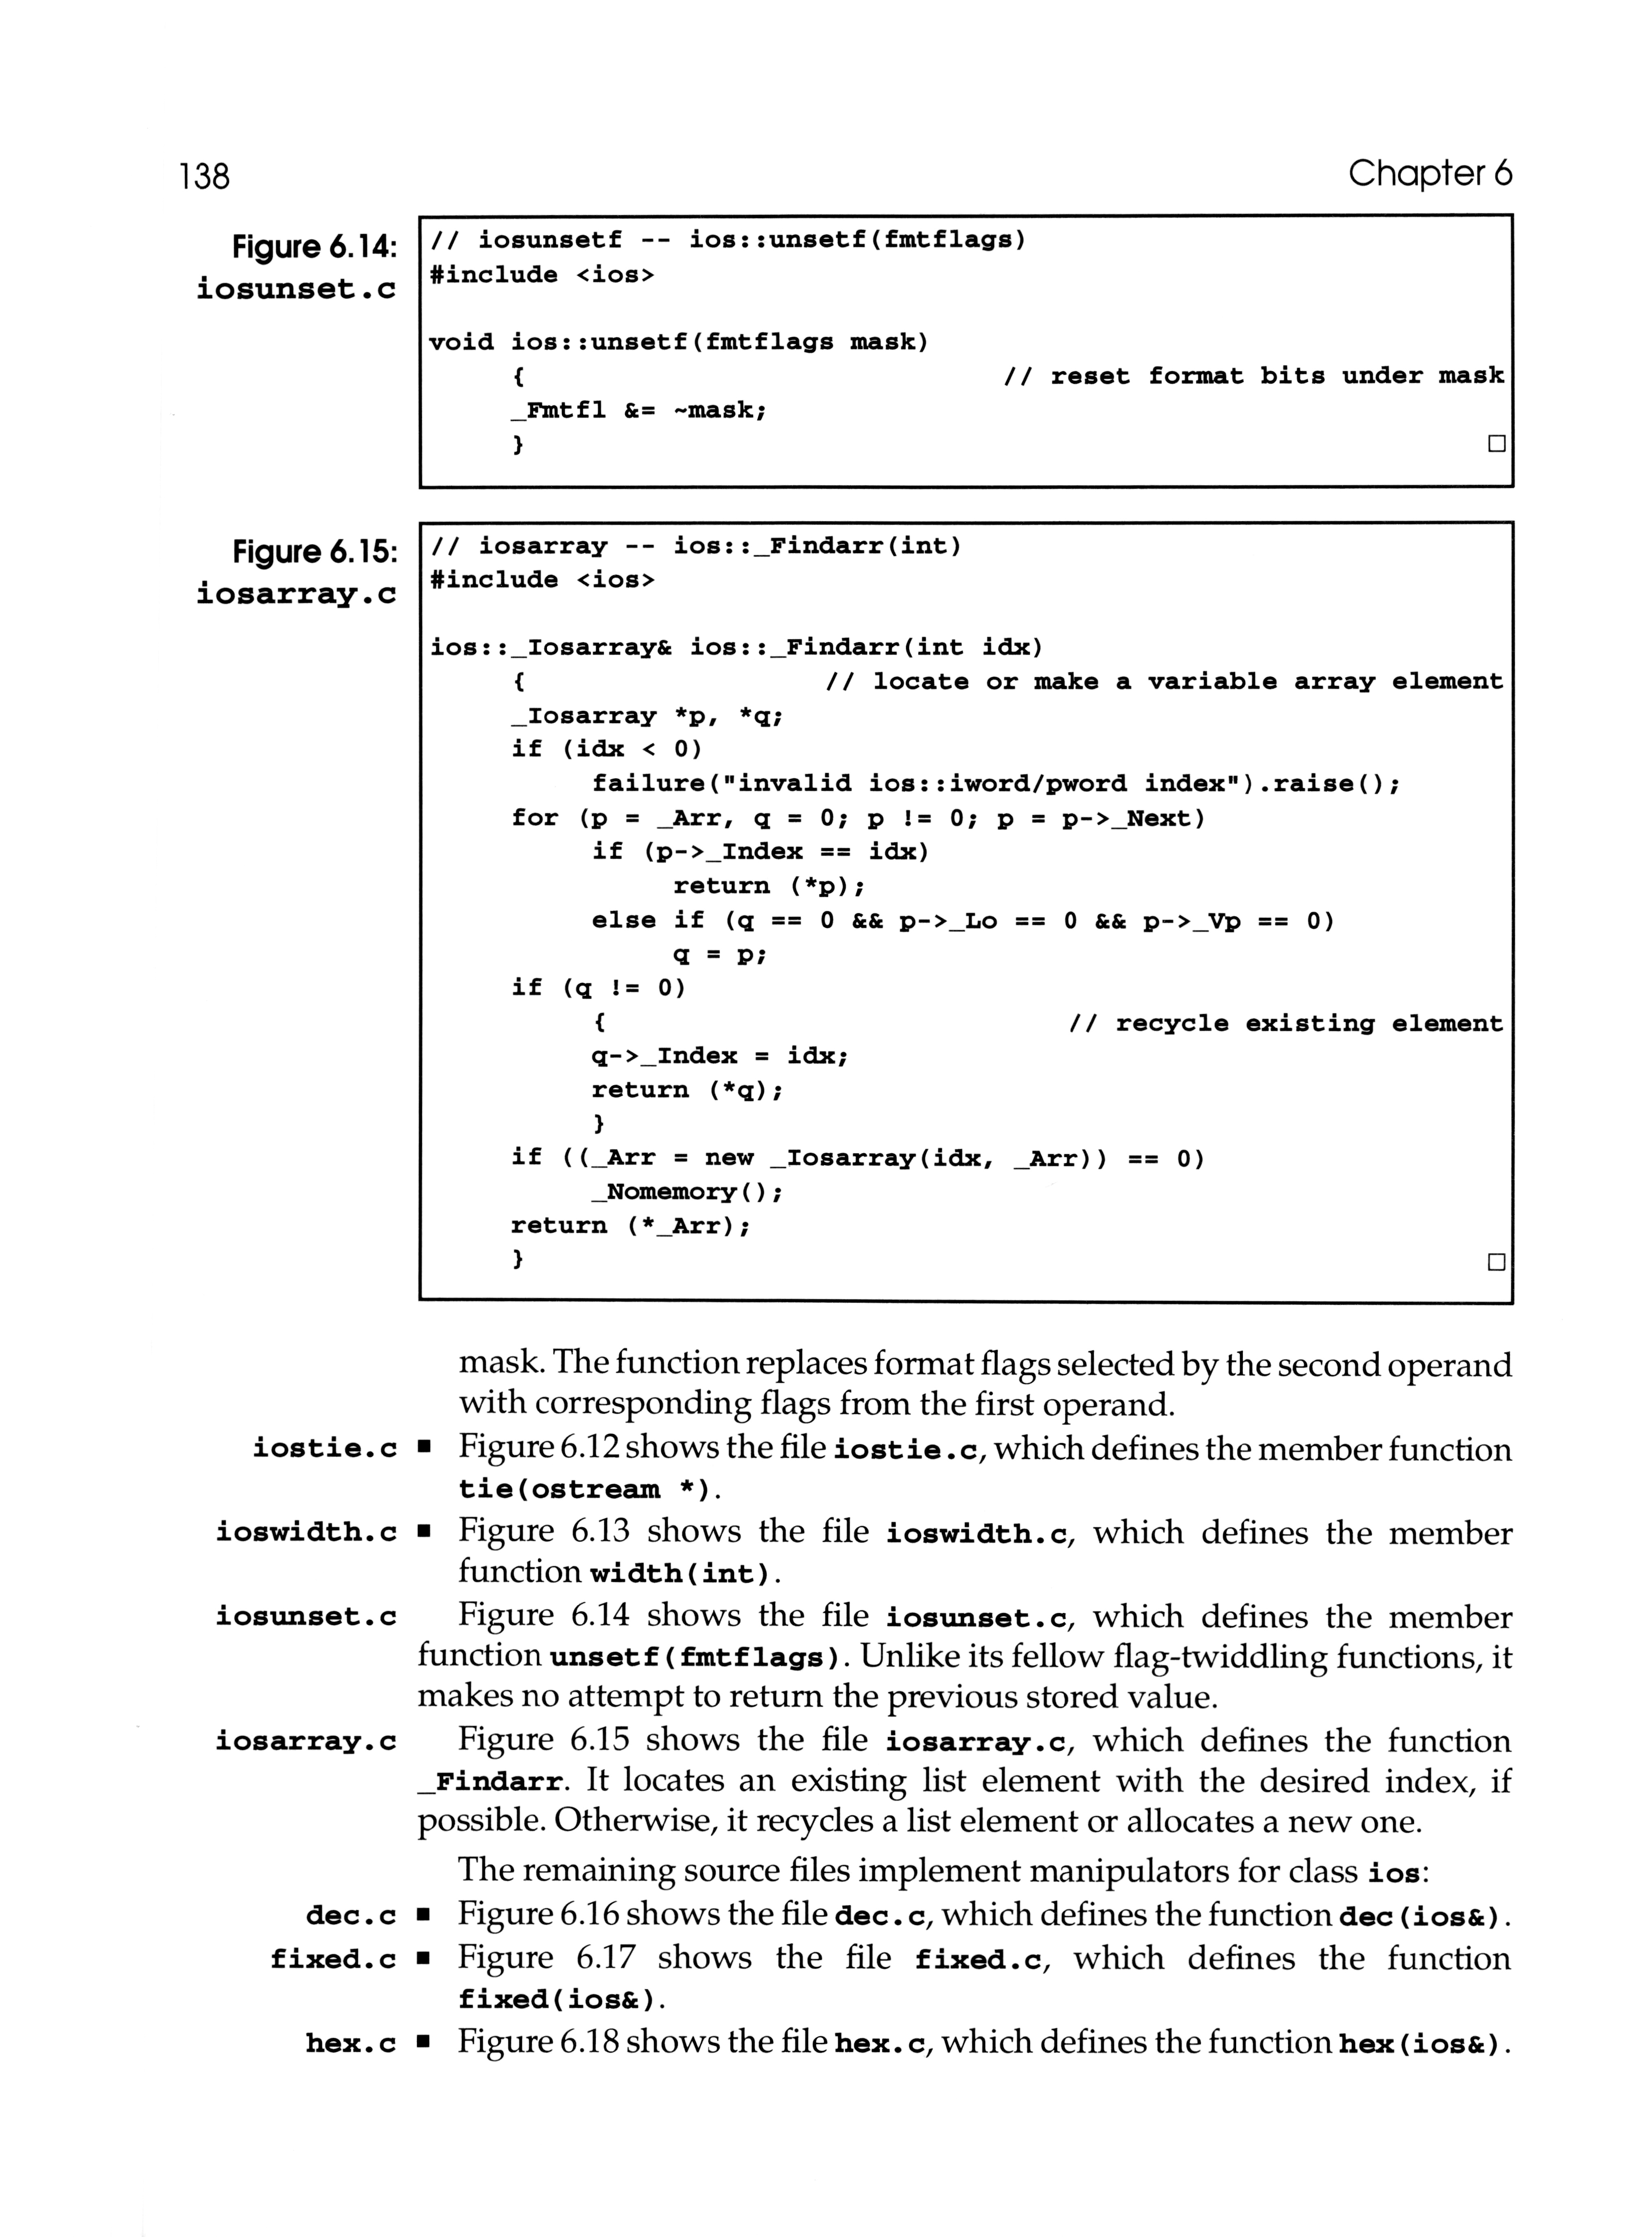 138
Chapter 6
Figure 6.14:
iosunset.c
// iosunsetf -- ios::unsetf(fmtflags)
#include <ios>
void ios::unsetf(fmtflags mask)
{ // reset format bits under mask
_Fmtfl &= ~mask;
} □
Figure 6.15:
iosarray.c
// iosarray -- ios::_Findarr(int)
#include <ios>
ios::_Iosarray& ios::_Findarr(int idx)
{ // locate or make a variable array element
_Iosarray *p, *q;
if (idx < 0)
failure("invalid ios::iword/pword index").raise();
for (p = _Arr, q = 0; p != 0; p = p->_Next)
if (p->_Index == idx)
return (*p);
else if (q == 0 && p->_Lo == 0 && p->_Vp == 0)
q = p;
if (q != 0)
{ // recycle existing element
q->_Index = idx;
return (*q);
}
if ((_Arr = new _Iosarray(idx, _Arr)) == 0)
_Nomemory();
return (*_Arr);
} □
mask. The function replaces format flags selected by the second operand
with corresponding flags from the first operand.
iostie.c ■ Figure 6.12 shows the file iostie.c, which defines the member function
tie(ostream *).
ioswidth.c ■ Figure 6.13 shows the file ioswidth.c, which defines the member
function width(int).
iosunset.c Figure 6.14 shows the file iosunset.c, which defines the member
function unsetf(fmtflags). Unlike its fellow flag-twiddling functions, it
makes no attempt to return the previous stored value.
iosarray.c Figure 6.15 shows the file iosarray.c, which defines the function
_Findarr. It locates an existing list element with the desired index, if
possible. Otherwise, it recycles a list element or allocates a new one.
The remaining source files implement manipulators for class ios:
dec.c ■ Figure 6.16 shows the file dec.c, which defines the function dec(ios&).
fixed.c ■ Figure 6.17 shows the file fixed.c, which defines the function
fixed(ios&).
hex.c ■ Figure 6.18 shows the file hex.c, which defines the function hex(ios&).